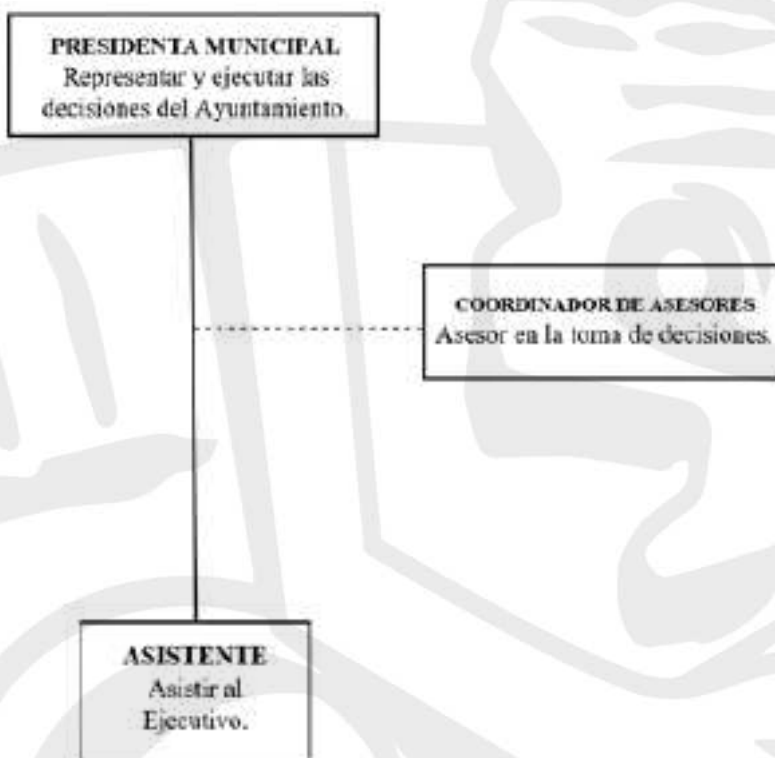 PRESIDENTA MUNICIPAL
Representar y ejecutar las
decisiones del Ayuntamiento.
COORDINADOR DE ASESORES
Asesor en la toma de decisiones.
ASISTENTE
Asistir al
Ejecutivo.